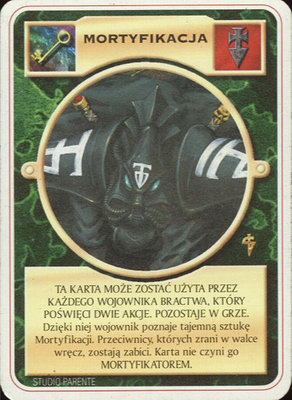 MORTYFIKACJA
TA KARTA MOŻE ZOSTAĆ UŻYTA PRZEZ
KAŻDEGO WOJOWNIKA BRACTWA, KTÓRY
POŚWIĘCI DWIE AKCJE. POZOSTAJE W GRZE.
Dzięki niej wojownik poznaje tajemną sztukę
Mortyfikacji. Przeciwnicy, których zrani w walce
wręcz, zostają zabici. Karta nie czyni go
MORTYFIKATOREM.
STUDIO PARENTE